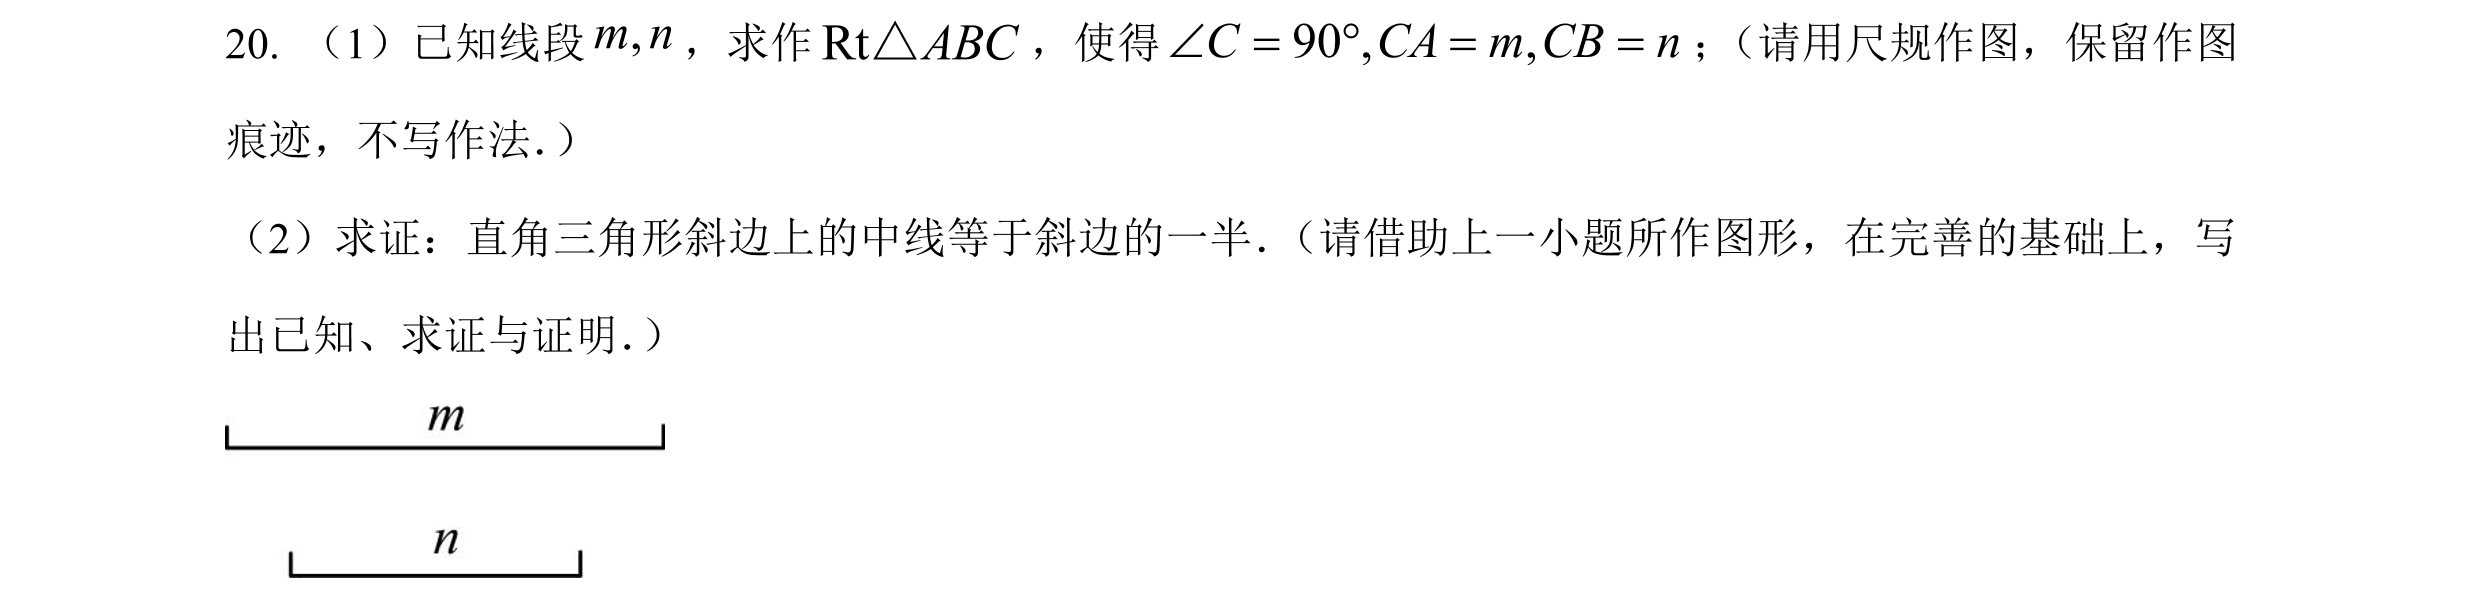 20. （1）已知线段m,n，求作Rt△ABC，使得∠C = 90°,CA = m,CB = n；（请用尺规作图，保留作图
痕迹，不写作法.）
（2）求证：直角三角形斜边上的中线等于斜边的一半.（请借助上一小题所作图形，在完善的基础上，写
出已知、求证与证明.）
m
n